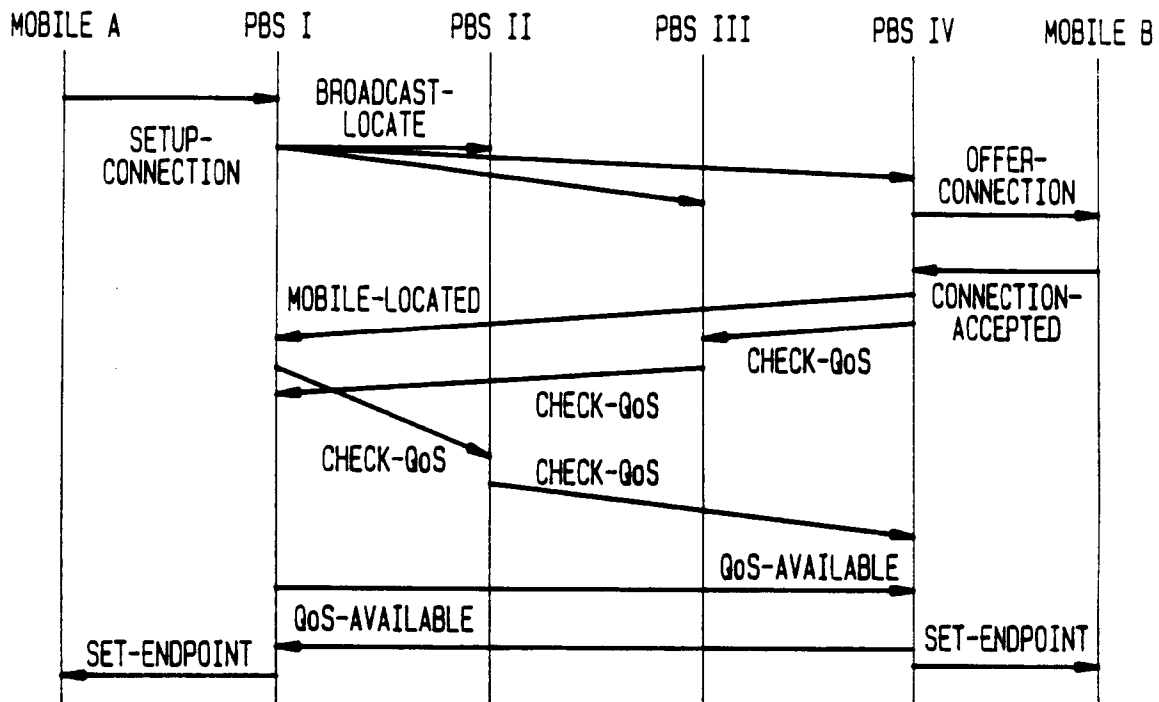 MOBILE A
PBS I
PBS II
PBS III
PBS IV
MOBILE B
BROADCAST-
LOCATE
SETUP-
CONNECTION
OFFER-
CONNECTION
MOBILE-LOCATED
CONNECTION-
ACCEPTED
CHECK-QoS
CHECK-QoS
CHECK-QoS
CHECK-QoS
QoS-AVAILABLE
QoS-AVAILABLE
SET-ENDPOINT
SET-ENDPOINT